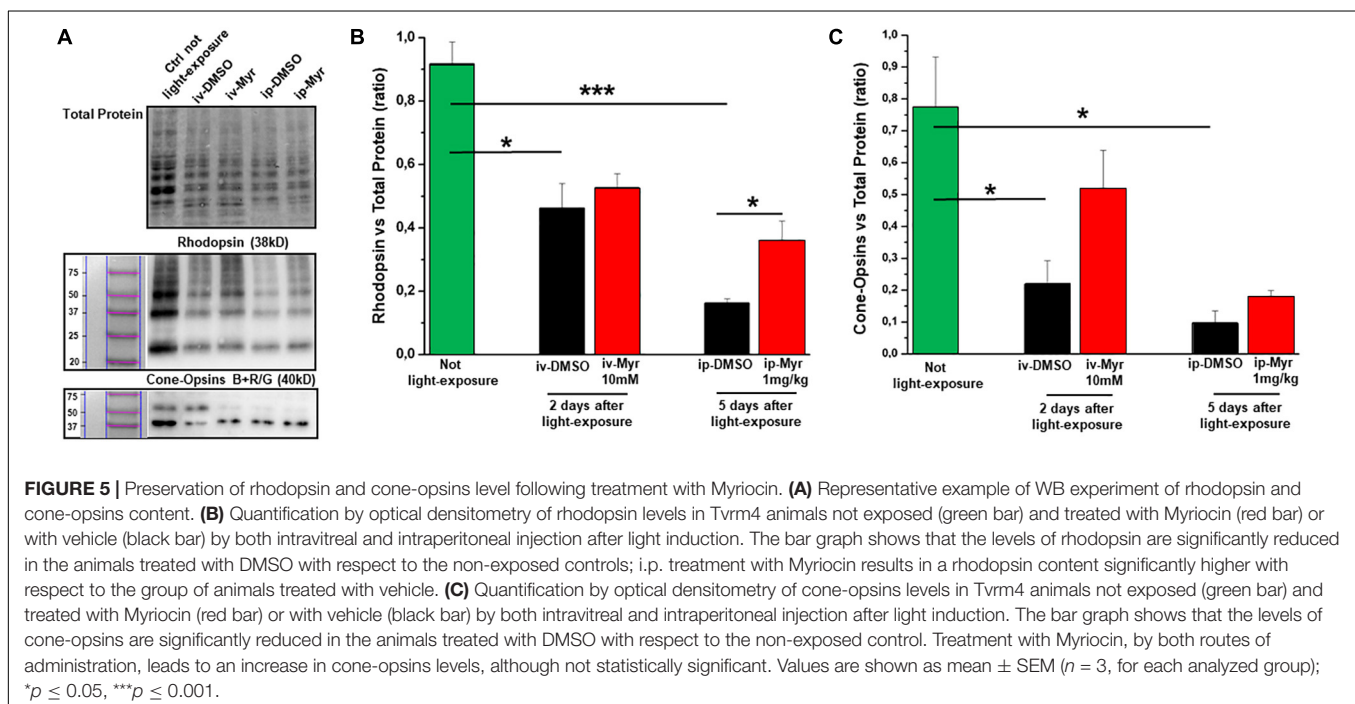 A
Ctrl not
light-exposure
iv-DMSO
iv-Myr
ip-DMSO
ip-Myr
Total Protein
Rhodopsin (38kD)
75
50
37
25
20
Cone-Opsins B+R/G (40kD)
75
50
37
B
Rhodopsin vs Total Protein (ratio)
1,0
0,8
0,6
0,4
0,2
0,0
***
*
*
Not
light-exposure
iv-DMSO
iv-Myr
10mM
ip-DMSO
ip-Myr
1mg/kg
2 days after
light-exposure
5 days after
light-exposure
C
Cone-Opsins vs Total Protein (ratio)
1,0
0,9
0,8
0,7
0,6
0,5
0,4
0,3
0,2
0,1
0,0
*
*
Not
light-exposure
iv-DMSO
iv-Myr
10mM
ip-DMSO
ip-Myr
1mg/kg
2 days after
light-exposure
5 days after
light-exposure
FIGURE 5 | Preservation of rhodopsin and cone-opsins level following treatment with Myriocin. (A) Representative example of WB experiment of rhodopsin and
cone-opsins content. (B) Quantification by optical densitometry of rhodopsin levels in Tvrm4 animals not exposed (green bar) and treated with Myriocin (red bar) or
with vehicle (black bar) by both intravitreal and intraperitoneal injection after light induction. The bar graph shows that the levels of rhodopsin are significantly reduced
in the animals treated with DMSO with respect to the non-exposed controls; i.p. treatment with Myriocin results in a rhodopsin content significantly higher with
respect to the group of animals treated with vehicle. (C) Quantification by optical densitometry of cone-opsins levels in Tvrm4 animals not exposed (green bar) and
treated with Myriocin (red bar) or with vehicle (black bar) by both intravitreal and intraperitoneal injection after light induction. The bar graph shows that the levels of
cone-opsins are significantly reduced in the animals treated with DMSO with respect to the non-exposed control. Treatment with Myriocin, by both routes of
administration, leads to an increase in cone-opsins levels, although not statistically significant. Values are shown as mean ± SEM (n = 3, for each analyzed group);
*p ≤ 0.05, ***p ≤ 0.001.